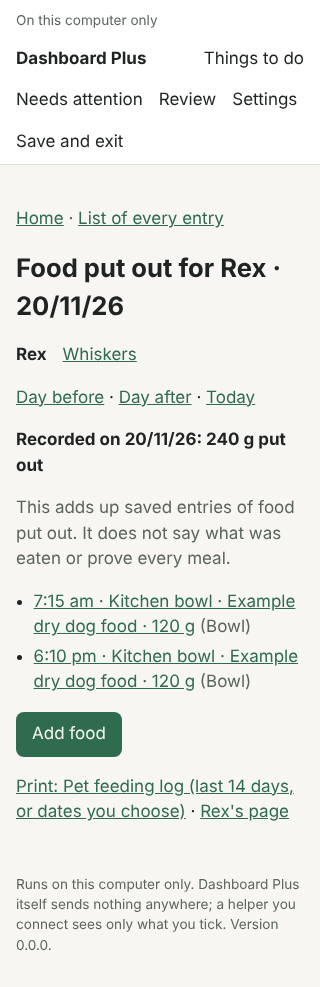 On this computer only
Dashboard Plus Things to do
Needs attention Review Settings
Save and exit
Home · List of every entry
Food put out for Rex ·
20/11/26
Rex Whiskers
Day before · Day after · Today
Recorded on 20/11/26: 240 g put
out
This adds up saved entries of food
put out. It does not say what was
eaten or prove every meal.
• 7:15 am · Kitchen bowl · Example
dry dog food · 120 g (Bowl)
• 6:10 pm · Kitchen bowl · Example
dry dog food · 120 g (Bowl)
Add food
Print: Pet feeding log (last 14 days,
or dates you choose) · Rex's page
Runs on this computer only. Dashboard Plus
itself sends nothing anywhere; a helper you
connect sees only what you tick. Version
0.0.0.